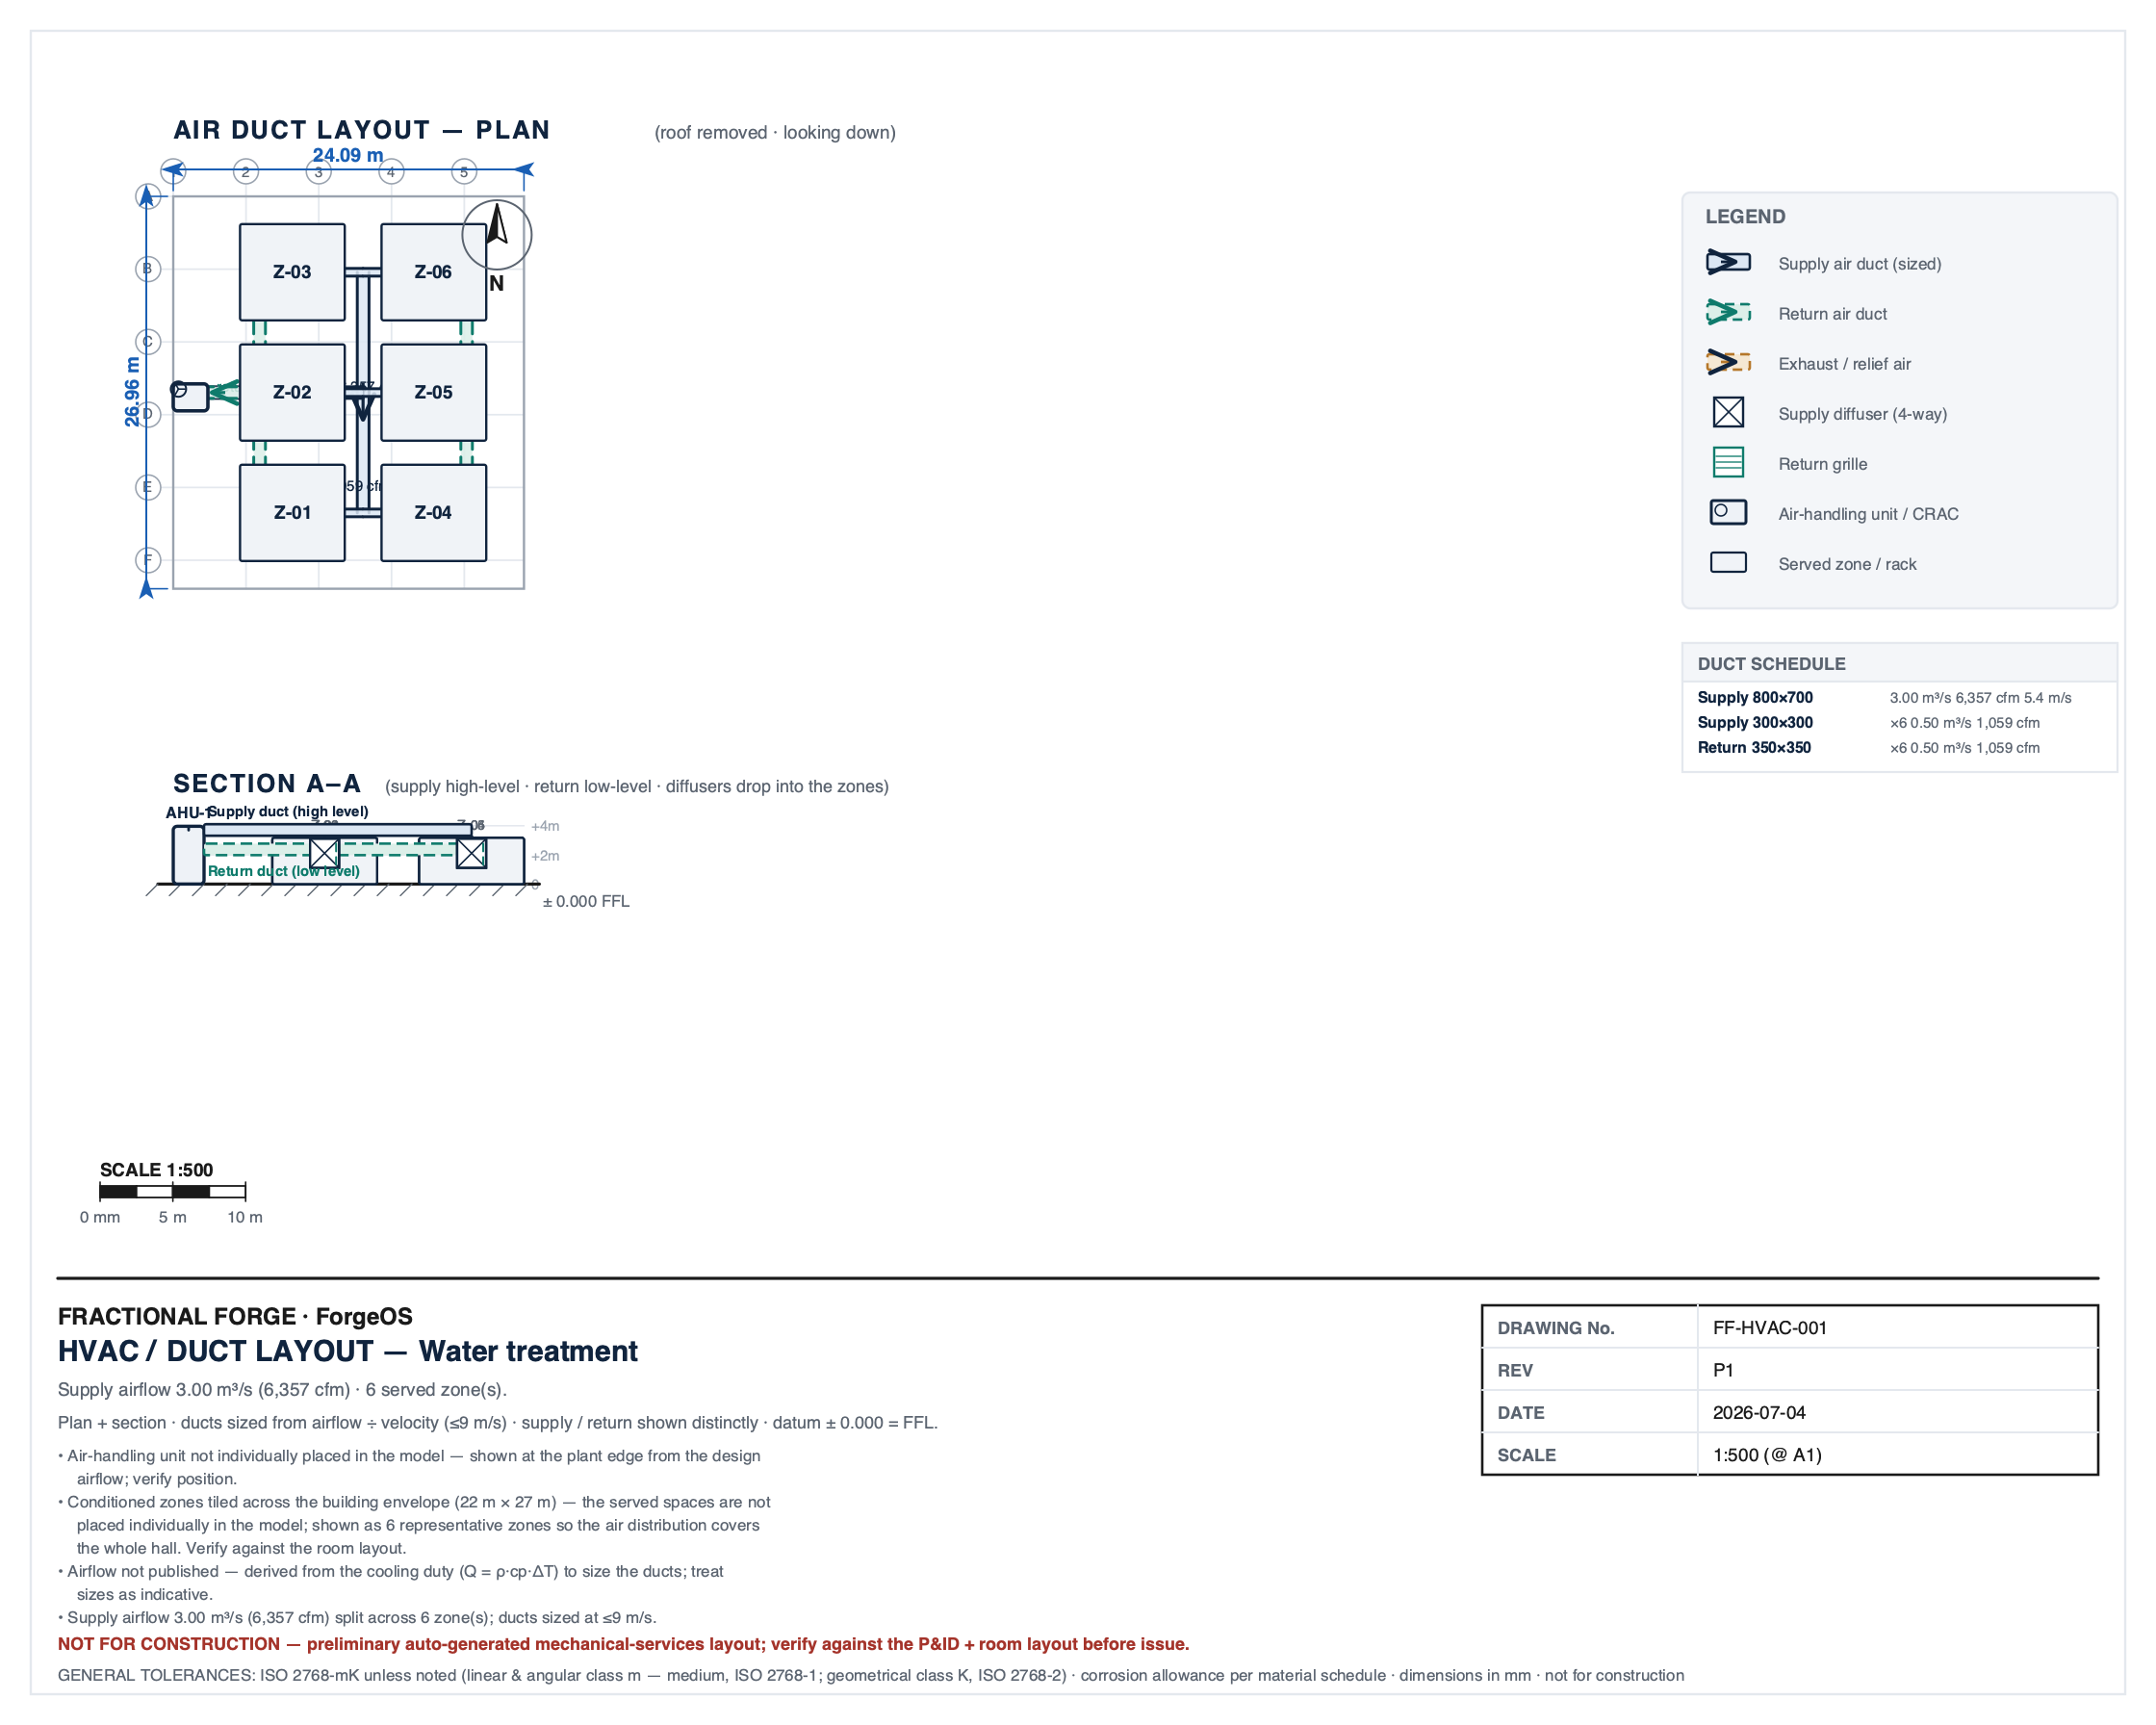 AIR DUCT LAYOUT — PLAN (roof removed · looking down)
24.09 m
2 3 4 5
B
C
D
E
F
26.96 m
Z-03 Z-06
N
Z-02 Z-05
59 cf
Z-01 Z-04
LEGEND
Supply air duct (sized)
Return air duct
Exhaust / relief air
Supply diffuser (4-way)
Return grille
Air-handling unit / CRAC
Served zone / rack
DUCT SCHEDULE
Supply 800×700 3.00 m³/s 6,357 cfm 5.4 m/s
Supply 300×300 ×6 0.50 m³/s 1,059 cfm
Return 350×350 ×6 0.50 m³/s 1,059 cfm
SECTION A–A (supply high-level · return low-level · diffusers drop into the zones)
AHU-1 Supply duct (high level)
+4m
+2m
Return duct (low level)
0
± 0.000 FFL
SCALE 1:500
0 mm 5 m 10 m
FRACTIONAL FORGE · ForgeOS
HVAC / DUCT LAYOUT — Water treatment
Supply airflow 3.00 m³/s (6,357 cfm) · 6 served zone(s).
Plan + section · ducts sized from airflow ÷ velocity (≤9 m/s) · supply / return shown distinctly · datum ± 0.000 = FFL.
• Air-handling unit not individually placed in the model — shown at the plant edge from the design
airflow; verify position.
• Conditioned zones tiled across the building envelope (22 m × 27 m) — the served spaces are not
placed individually in the model; shown as 6 representative zones so the air distribution covers
the whole hall. Verify against the room layout.
• Airflow not published — derived from the cooling duty (Q = ρ·cp·ΔT) to size the ducts; treat
sizes as indicative.
• Supply airflow 3.00 m³/s (6,357 cfm) split across 6 zone(s); ducts sized at ≤9 m/s.
NOT FOR CONSTRUCTION — preliminary auto-generated mechanical-services layout; verify against the P&ID + room layout before issue.
GENERAL TOLERANCES: ISO 2768-mK unless noted (linear & angular class m — medium, ISO 2768-1; geometrical class K, ISO 2768-2) · corrosion allowance per material schedule · dimensions in mm · not for construction
DRAWING No. FF-HVAC-001
REV P1
DATE 2026-07-04
SCALE 1:500 (@ A1)